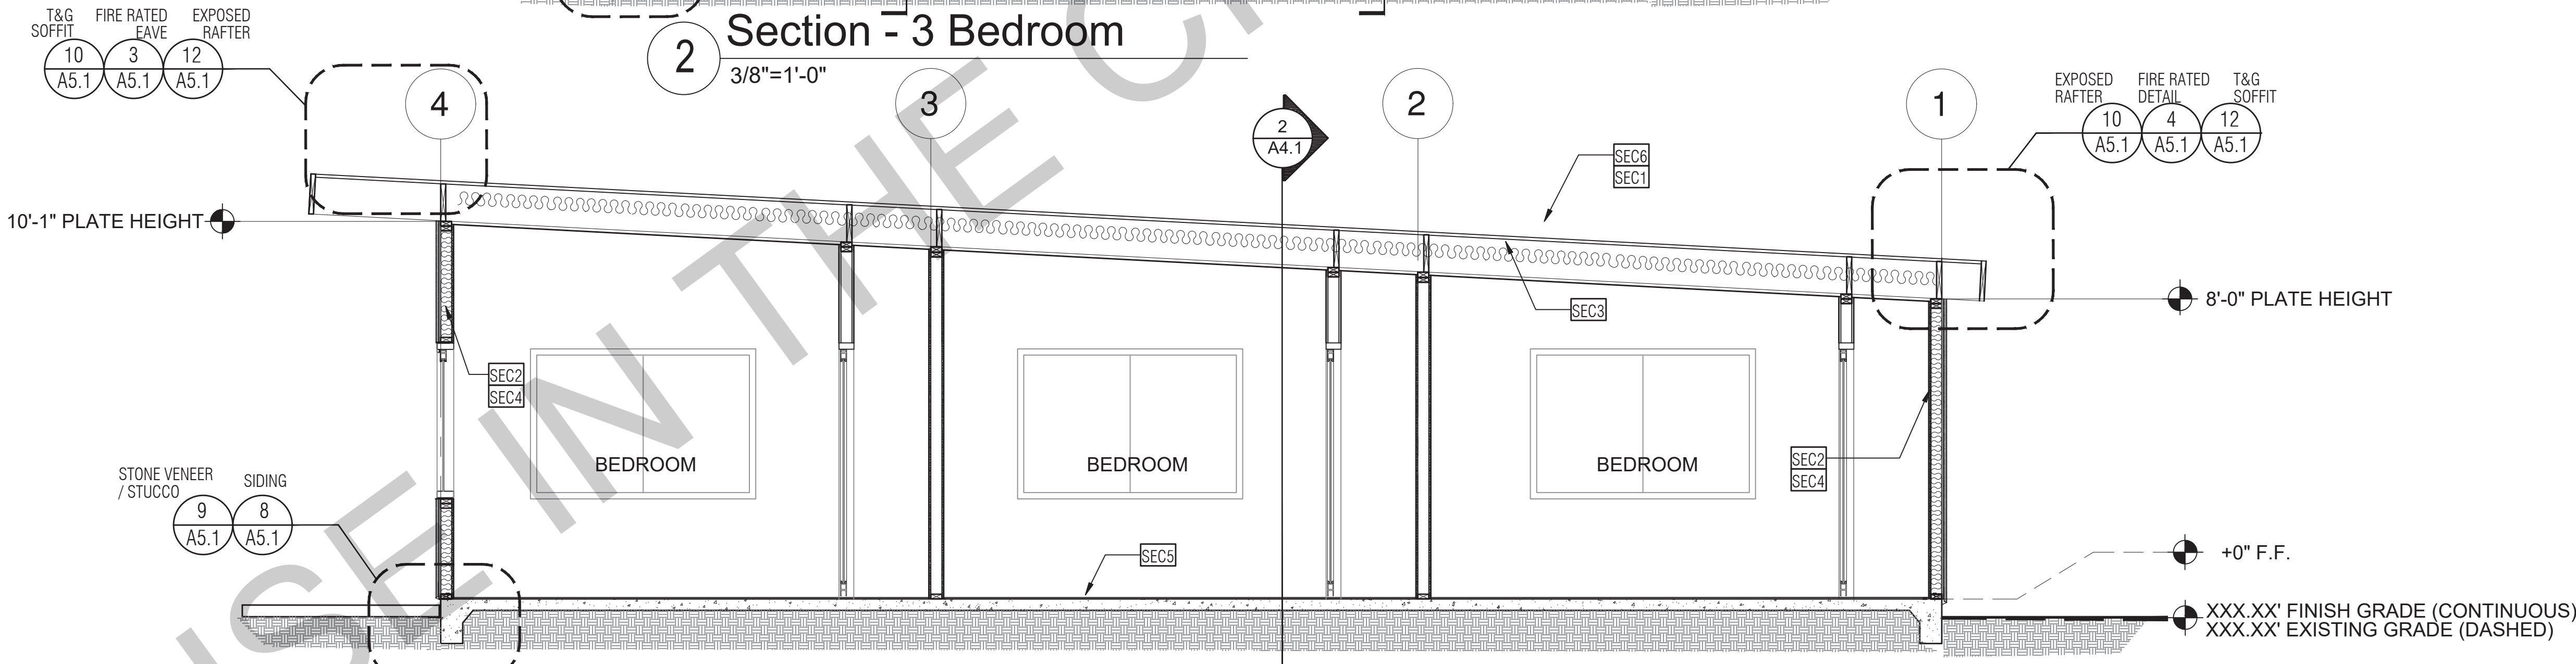 Section - 3 Bedroom
2
3/8"=1'-0"
T&G
SOFFIT
FIRE RATED
EAVE
EXPOSED
RAFTER
10
A5.1
3
A5.1
12
A5.1
4
3
2
1
2
A4.1
EXPOSED
RAFTER
FIRE RATED
DETAIL
T&G
SOFFIT
10
A5.1
4
A5.1
12
A5.1
SEC6
SEC1
10'-1" PLATE HEIGHT
8'-0" PLATE HEIGHT
SEC3
SEC2
SEC4
BEDROOM
BEDROOM
BEDROOM
SEC2
SEC4
STONE VENEER
/ STUCCO
SIDING
9
A5.1
8
A5.1
SEC5
+0" F.F.
XXX.XX' FINISH GRADE (CONTINUOUS)
XXX.XX' EXISTING GRADE (DASHED)
IN THE